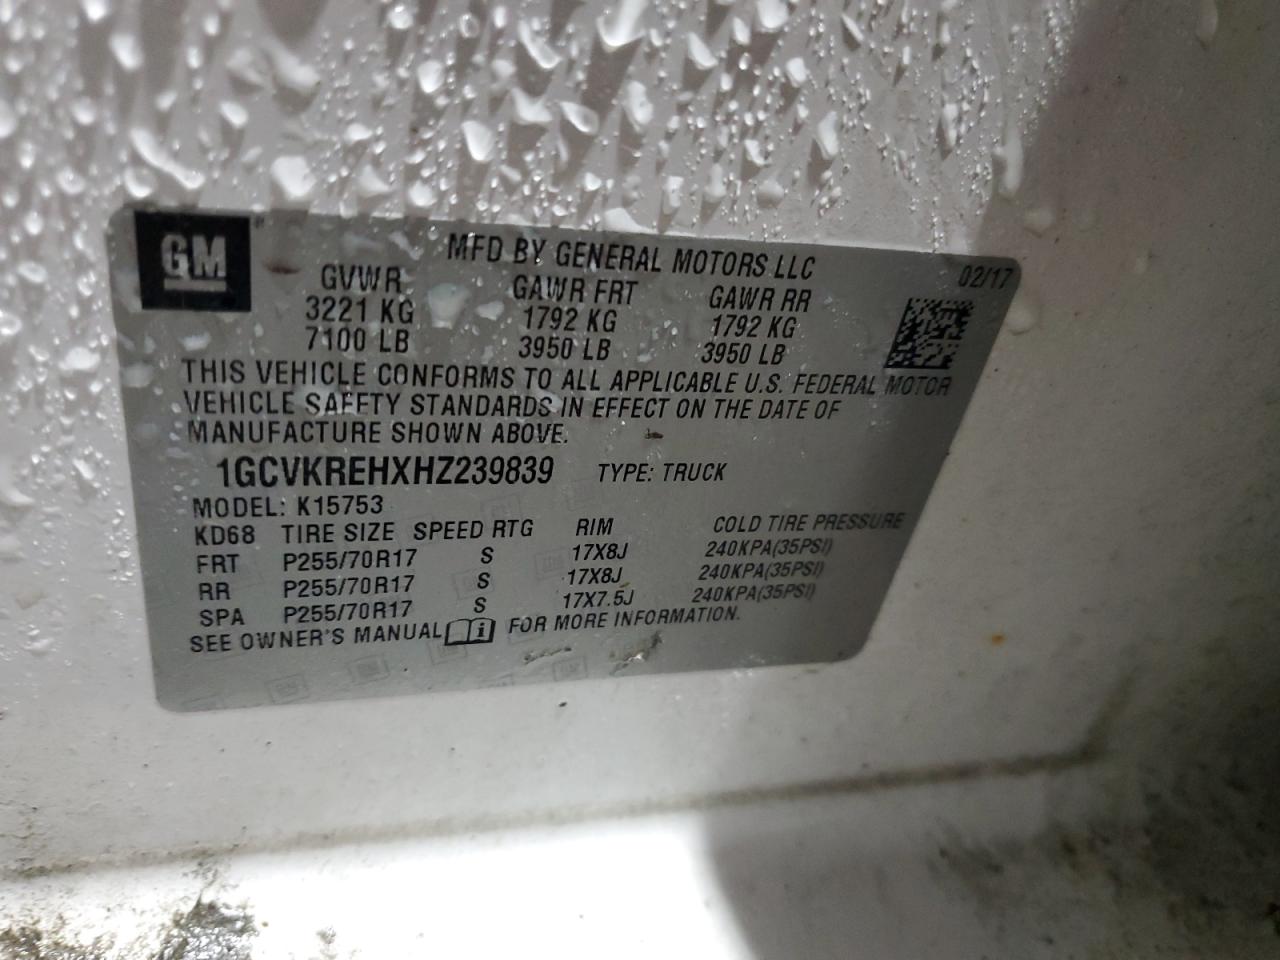 GM
MFD BY GENERAL MOTORS LLC
02/17
GVWR GAWR FRT GAWR RR
3221 KG 1792 KG 1792 KG
7100 LB 3950 LB 3950 LB
THIS VEHICLE CONFORMS TO ALL APPLICABLE U.S. FEDERAL MOTOR
VEHICLE SAFETY STANDARDS IN EFFECT ON THE DATE OF
MANUFACTURE SHOWN ABOVE.
1GCVKREHXHZ239839 TYPE: TRUCK
MODEL: K15753
KD68 TIRE SIZE SPEED RTG RIM COLD TIRE PRESSURE
FRT P255/70R17 S 17X8J 240KPA(35PSI)
RR P255/70R17 S 17X8J 240KPA(35PSI)
SPA P255/70R17 S 17X7.5J 240KPA(35PSI)
SEE OWNER'S MANUAL FOR MORE INFORMATION.